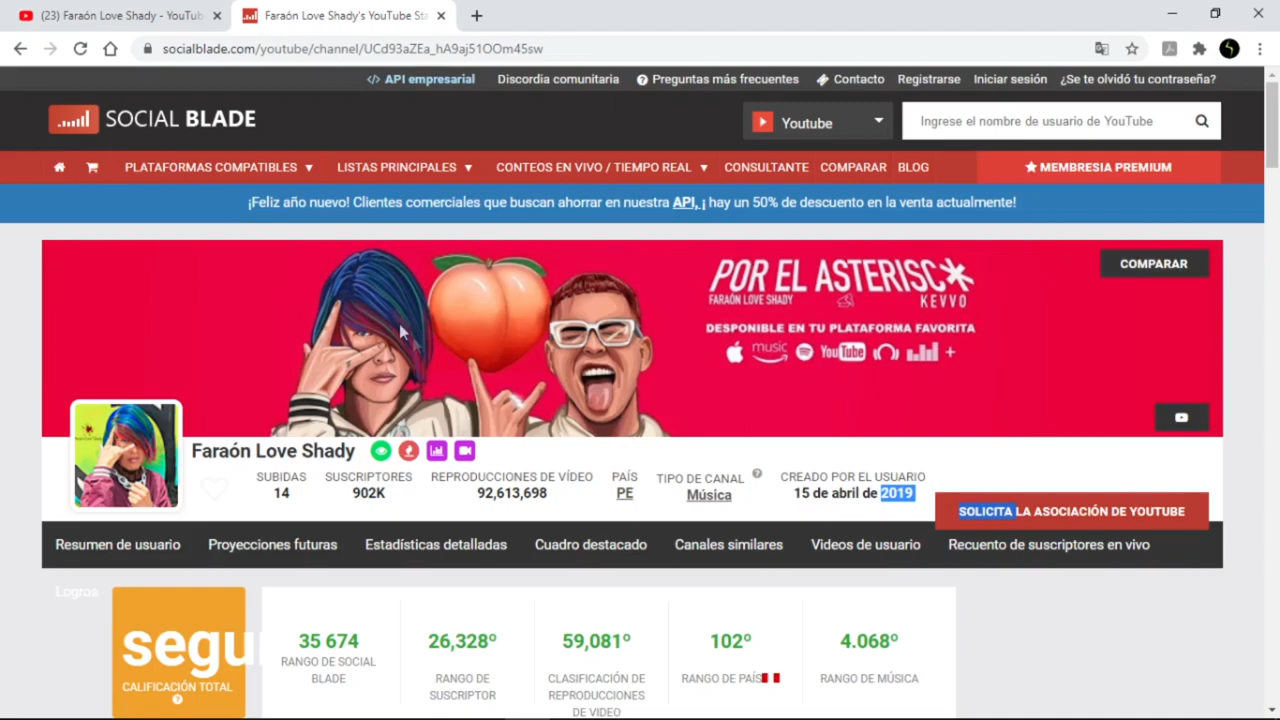 (23) Faraón Love Shady - YouTub
Faraón Love Shady's YouTube Sta
socialblade.com/youtube/channel/UCd93aZEa_hA9aj51OOm45sw
API empresarial Discordia comunitaria Preguntas más frecuentes Contacto Registrarse Iniciar sesión ¿Se te olvidó tu contraseña?
SOCIAL BLADE
Youtube
Ingrese el nombre de usuario de YouTube
PLATAFORMAS COMPATIBLES LISTAS PRINCIPALES CONTEOS EN VIVO / TIEMPO REAL CONSULTANTE COMPARAR BLOG MEMBRESIA PREMIUM
¡Feliz año nuevo! Clientes comerciales que buscan ahorrar en nuestra API, ¡ hay un 50% de descuento en la venta actualmente!
COMPARAR
POR EL ASTERISC*
FARAÓN LOVE SHADY KEVVO
DISPONIBLE EN TU PLATAFORMA FAVORITA
music YouTube +
Faraón Love Shady
SUBIDAS SUSCRIPTORES REPRODUCCIONES DE VÍDEO PAÍS TIPO DE CANAL CREADO POR EL USUARIO
14 902K 92,613,698 PE Música 15 de abril de 2019
SOLICITA LA ASOCIACIÓN DE YOUTUBE
Resumen de usuario Proyecciones futuras Estadísticas detalladas Cuadro destacado Canales similares Videos de usuario Recuento de suscriptores en vivo
Logros
segu
CALIFICACIÓN TOTAL
35 674 26,328º 59,081º 102º 4.068º
RANGO DE SOCIAL BLADE
RANGO DE SUSCRIPTOR
CLASIFICACIÓN DE REPRODUCCIONES DE VIDEO
RANGO DE PAÍS
RANGO DE MÚSICA